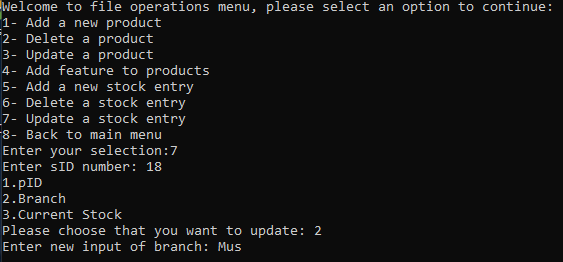 Welcome to file operations menu, please select an option to continue:
1- Add a new product
2- Delete a product
3- Update a product
4- Add feature to products
5- Add a new stock entry
6- Delete a stock entry
7- Update a stock entry
8- Back to main menu
Enter your selection:7
Enter sID number: 18
1.pID
2.Branch
3.Current Stock
Please choose that you want to update: 2
Enter new input of branch: Mus